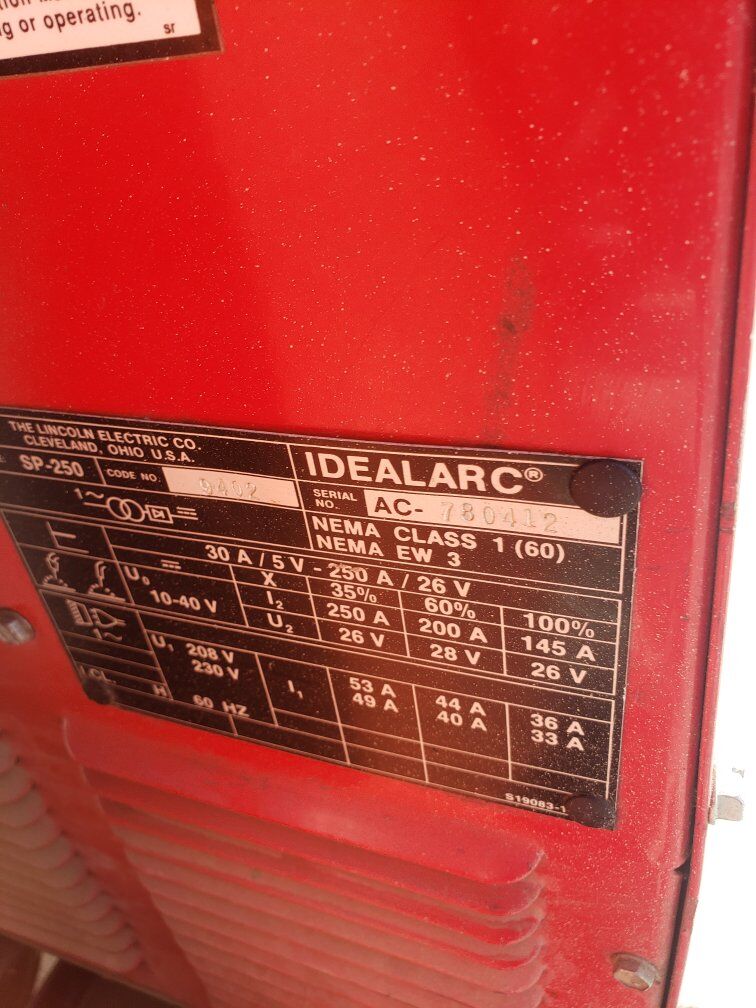 ng or operating.
sr
THE LINCOLN ELECTRIC CO.
CLEVELAND, OHIO U.S.A.
SP-250
CODE NO.
9402
IDEALARC®
SERIAL NO.
AC- 780412
NEMA CLASS 1 (60)
NEMA EW 3
1~
30 A / 5 V - 250 A / 26 V
U0
10-40 V
X 35% 60% 100%
I2 250 A 200 A 145 A
U2 26 V 28 V 26 V
1~
U1 208 V
230 V
60 HZ
I1
53 A 44 A 36 A
49 A 40 A 33 A
I.CL. H
S19083-1